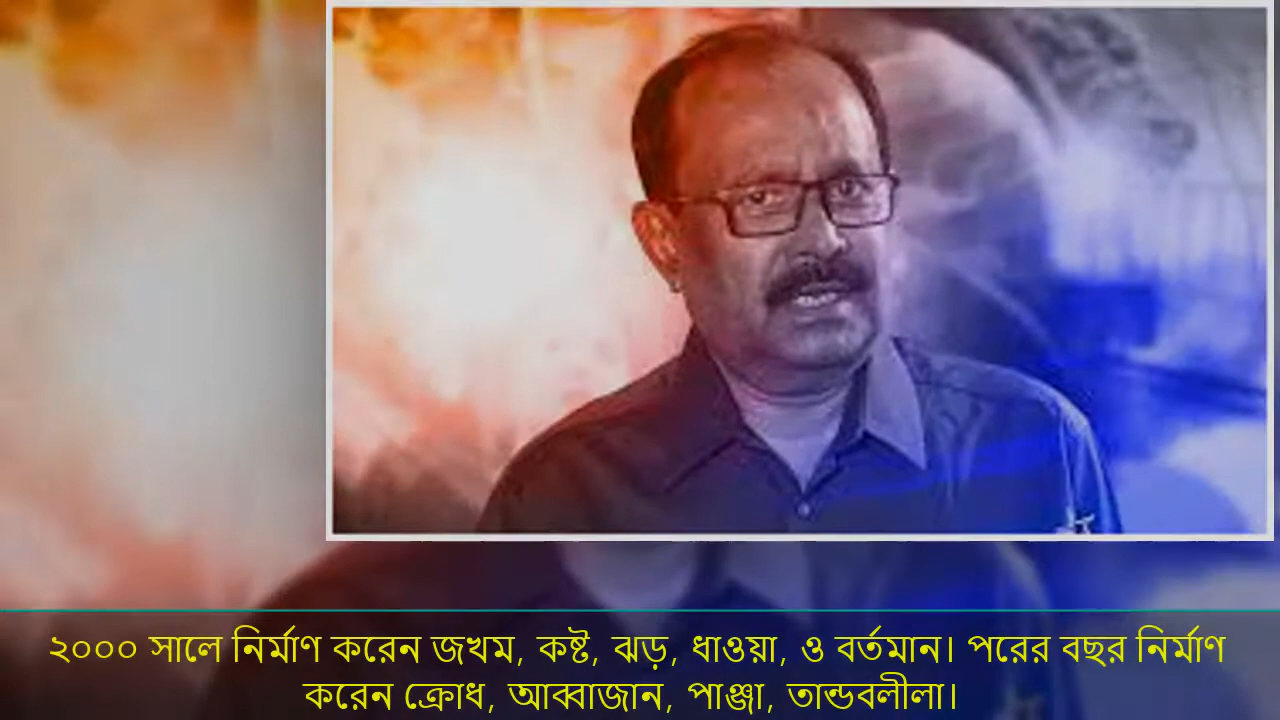 ২০০০ সালে নির্মাণ করেন জখম, কষ্ট, ঝড়, ধাওয়া, ও বর্তমান। পরের বছর নির্মাণ
করেন ক্রোধ, আব্বাজান, পাঞ্জা, তান্ডবলীলা।